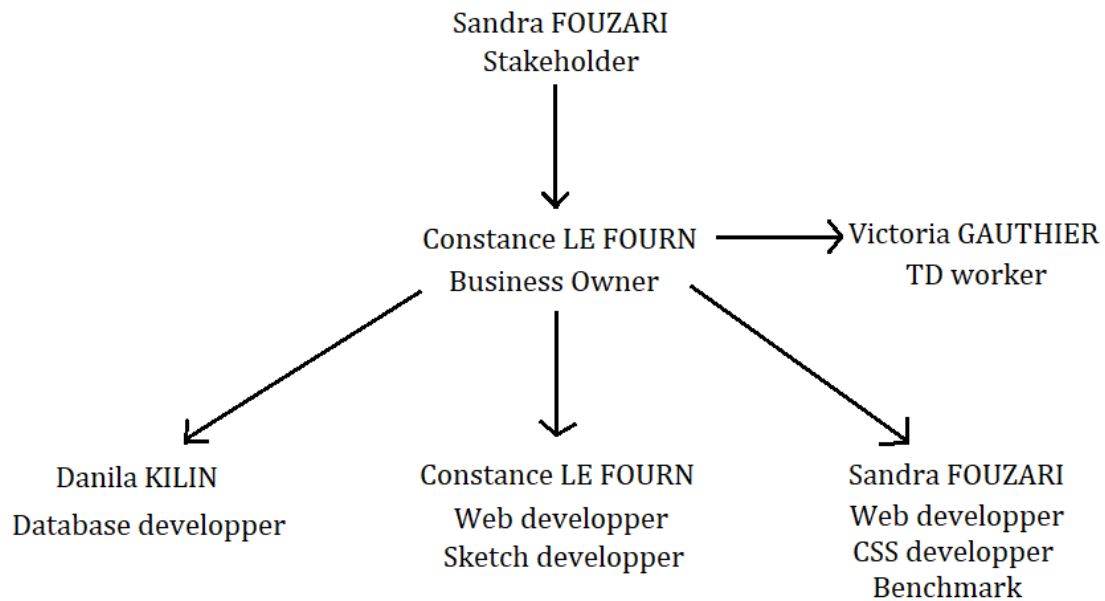 Sandra FOUZARI
Stakeholder
Constance LE FOURN
Business Owner
Victoria GAUTHIER
TD worker
Danila KILIN
Database developper
Constance LE FOURN
Web developper
Sketch developper
Sandra FOUZARI
Web developper
CSS developper
Benchmark